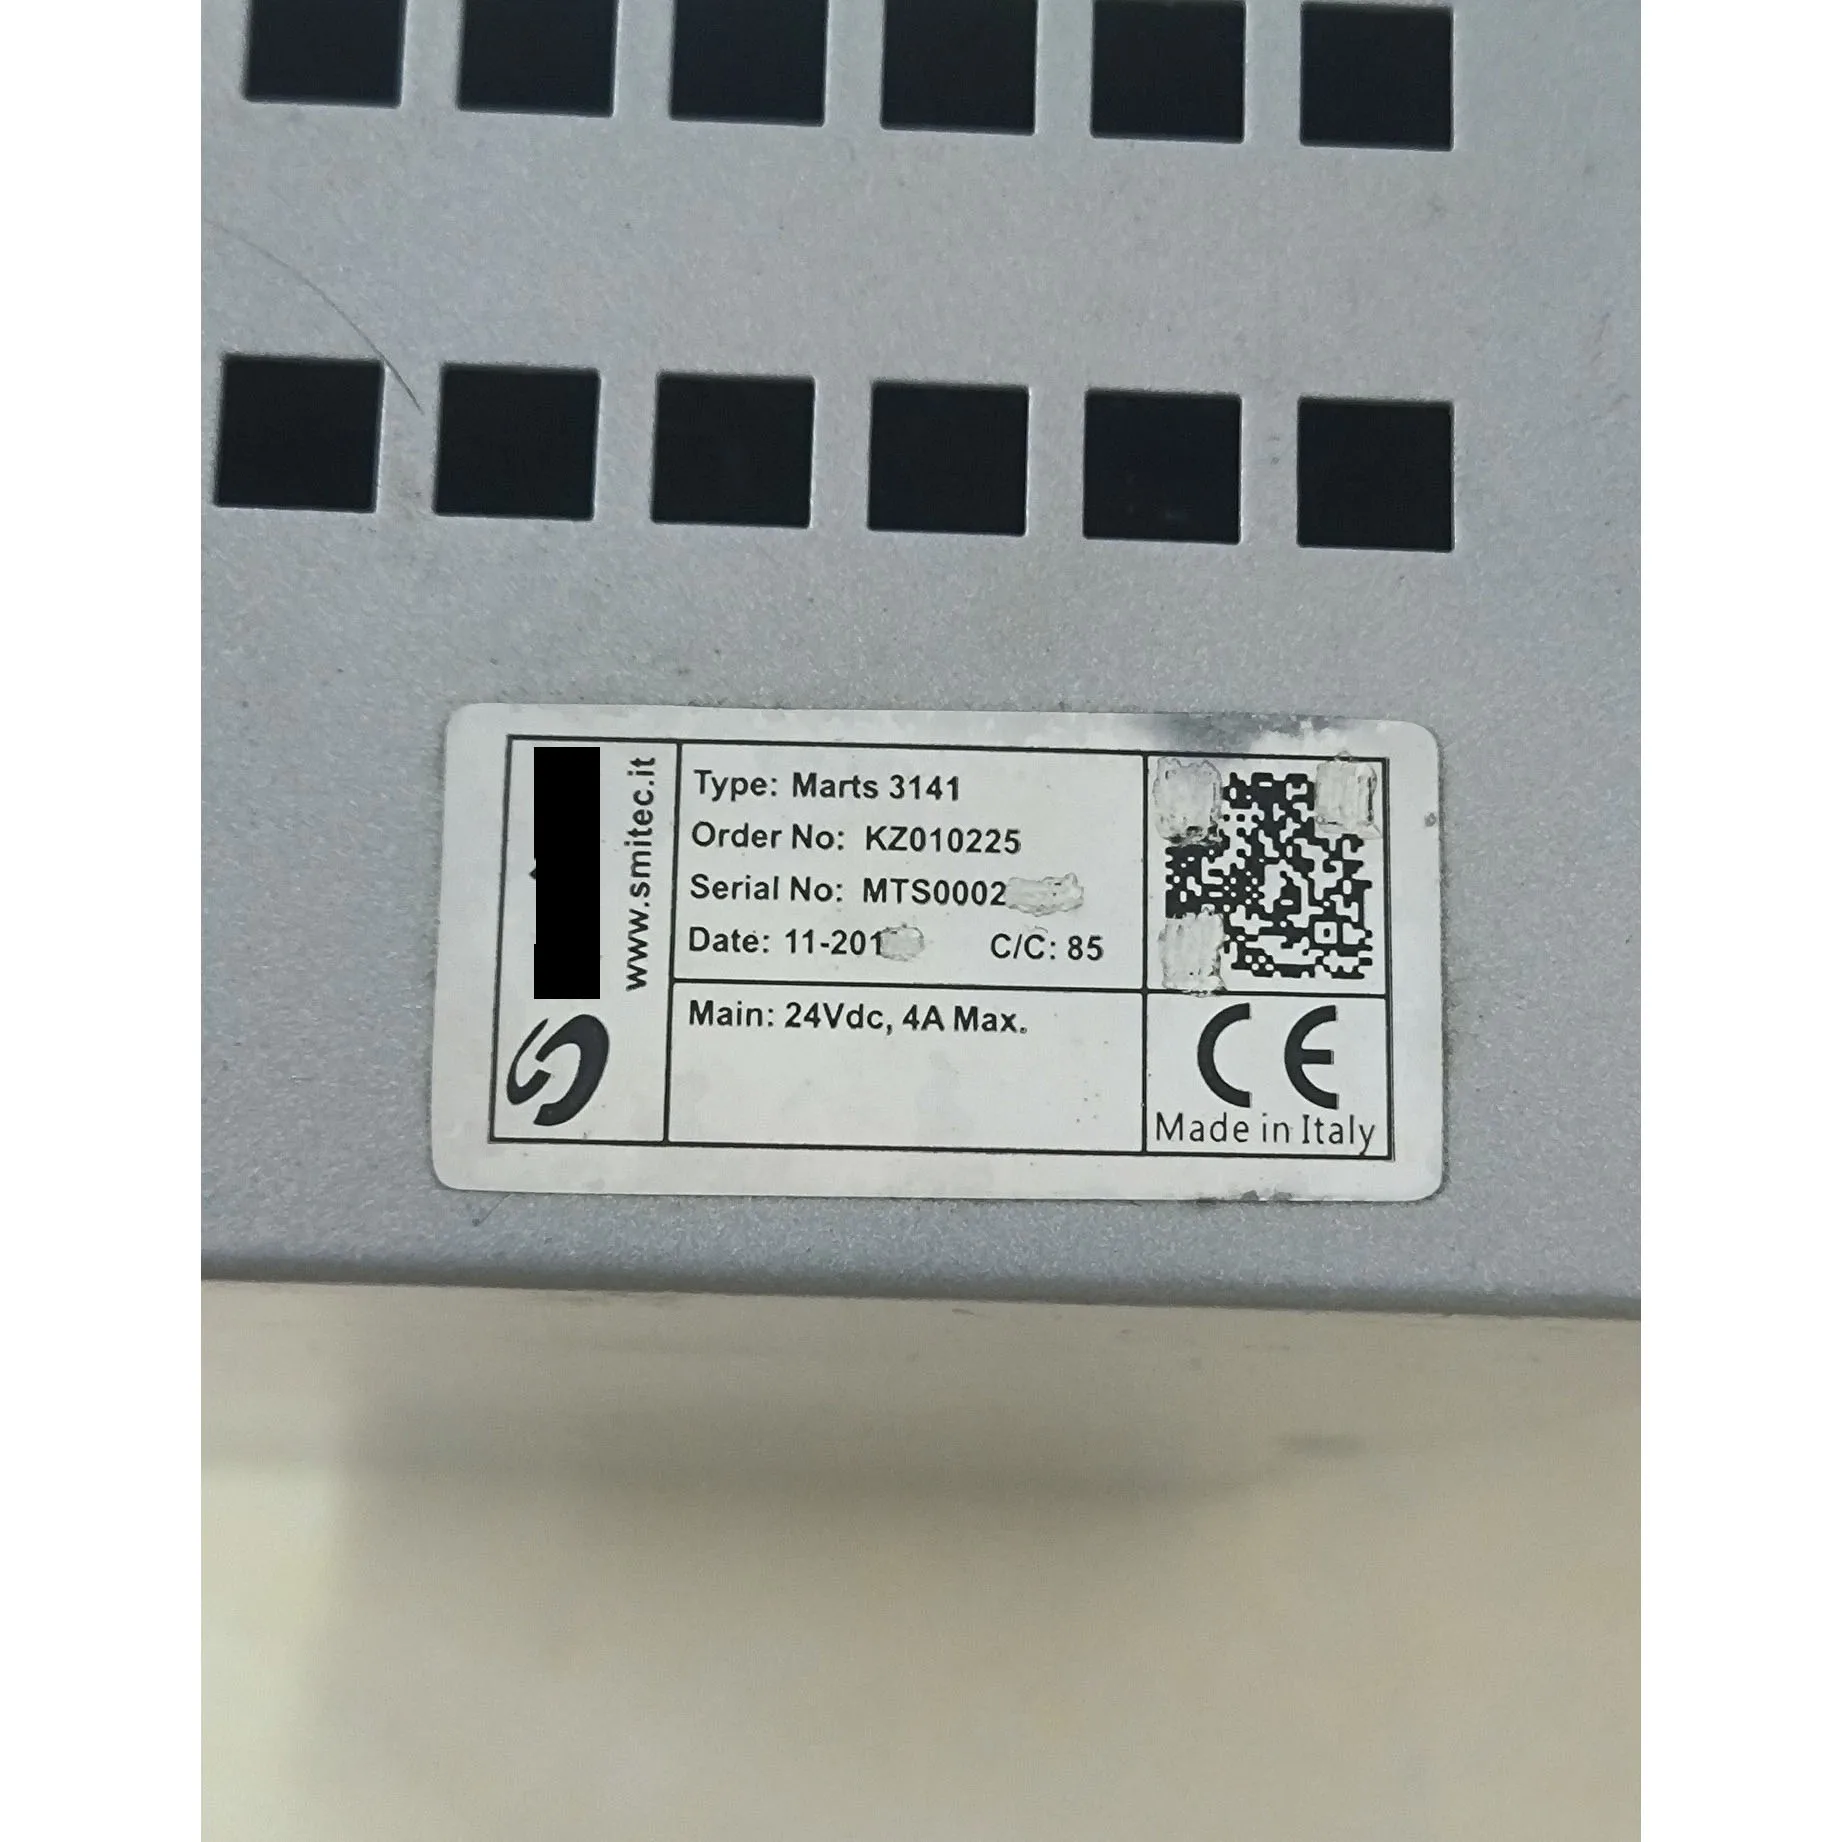 www.smitec.it
Type: Marts 3141
Order No: KZ010225
Serial No: MTS0002
Date: 11-201
C/C: 85
Main: 24Vdc, 4A Max.
CE
Made in Italy